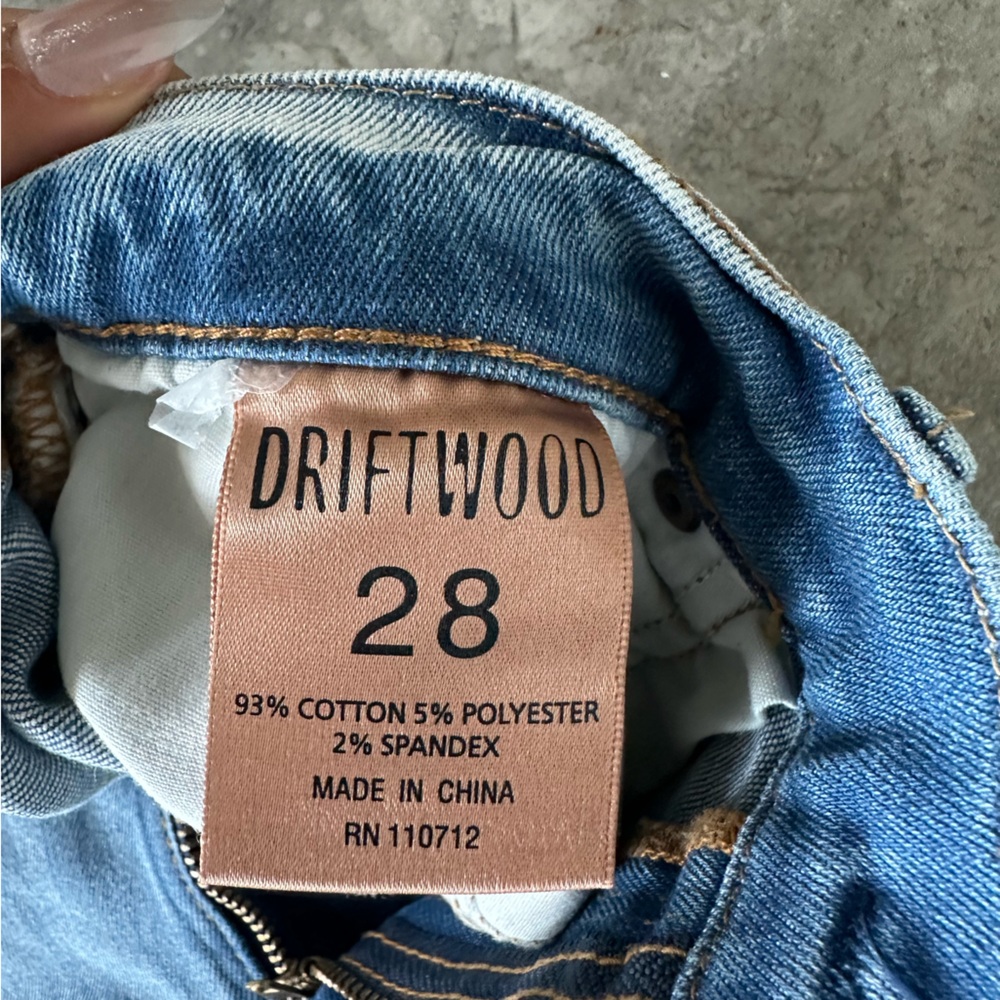 DRIFTWOOD
28
93% COTTON 5% POLYESTER
2% SPANDEX
MADE IN CHINA
RN 110712